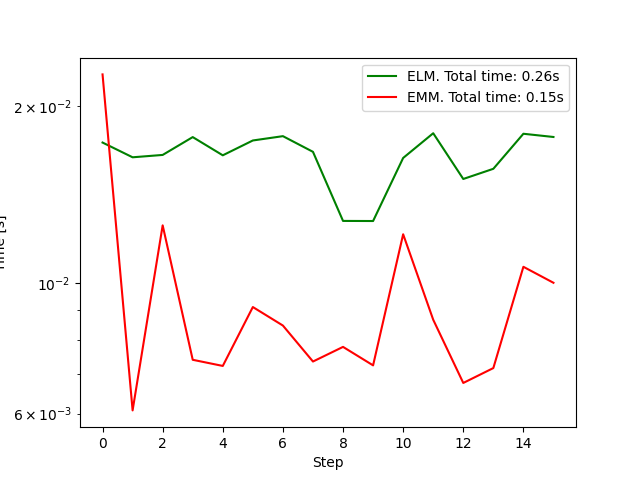 ELM. Total time: 0.26s
EMM. Total time: 0.15s
2 × 10⁻²
10⁻²
6 × 10⁻³
[s]
0 2 4 6 8 10 12 14
Step